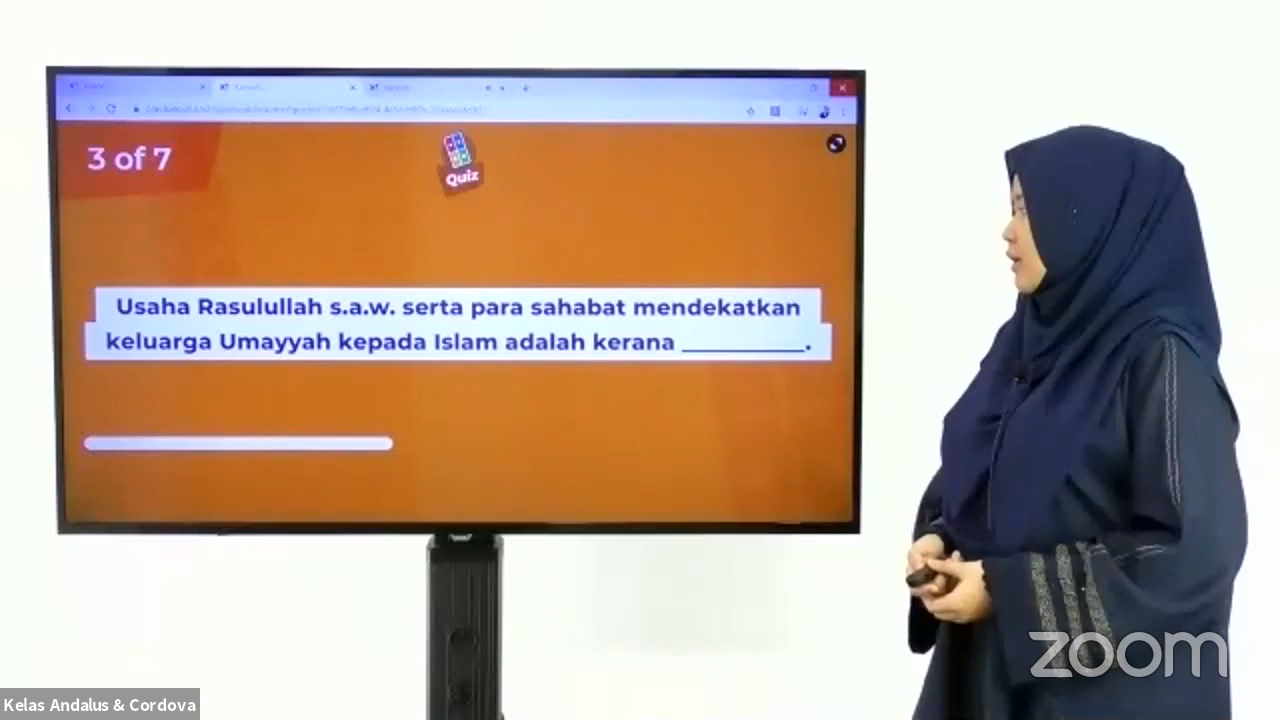 3 of 7
Quiz
Usaha Rasulullah s.a.w. serta para sahabat mendekatkan
keluarga Umayyah kepada Islam adalah kerana __________.
zoom
Kelas Andalus & Cordova